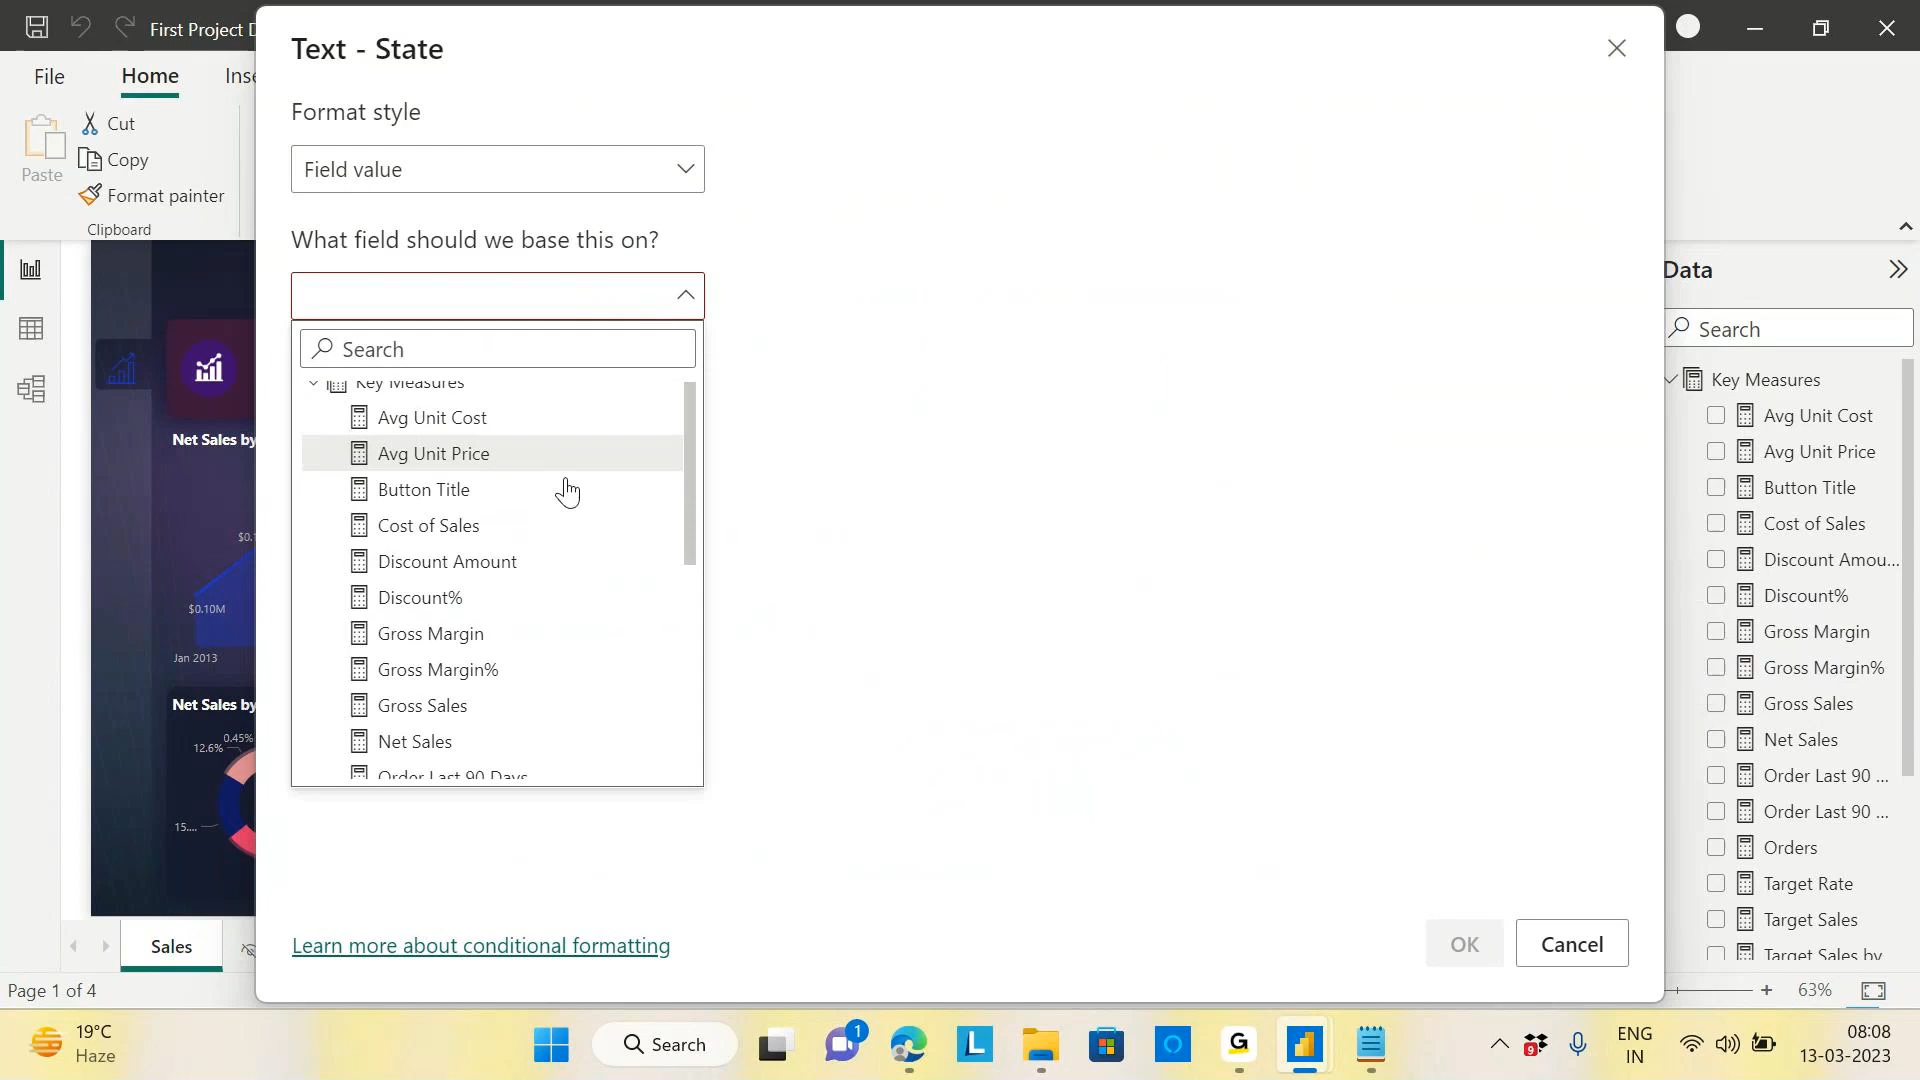 First Project D
Text - State
File
Home
Inse
Format style
Cut
Copy
Paste
Format painter
Clipboard
Field value
What field should we base this on?
Search
Key Measures
Avg Unit Cost
Avg Unit Price
Button Title
Cost of Sales
Discount Amount
Discount%
Gross Margin
Gross Margin%
Gross Sales
Net Sales
Order Last 90 Days
Net Sales by
$0.1
$0.10M
Jan 2013
Net Sales by
0.45%
12.6%
15....
Data
Search
Key Measures
Avg Unit Cost
Avg Unit Price
Button Title
Cost of Sales
Discount Amou...
Discount%
Gross Margin
Gross Margin%
Gross Sales
Net Sales
Order Last 90 ...
Order Last 90 ...
Orders
Target Rate
Target Sales
Target Sales by
Learn more about conditional formatting
OK
Cancel
Sales
Page 1 of 4
63%
19°C
Haze
Search
1
L
G
9
ENG
IN
08:08
13-03-2023